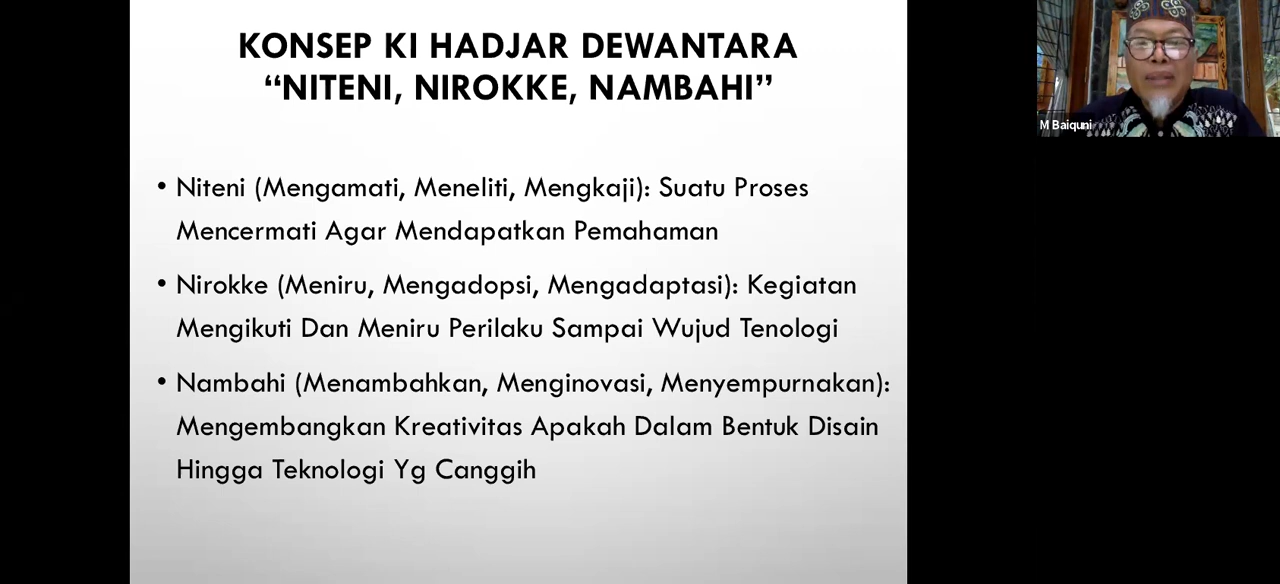 KONSEP KI HADJAR DEWANTARA
“NITENI, NIROKKE, NAMBAHI”
• Niteni (Mengamati, Meneliti, Mengkaji): Suatu Proses
Mencermati Agar Mendapatkan Pemahaman
• Nirokke (Meniru, Mengadopsi, Mengadaptasi): Kegiatan
Mengikuti Dan Meniru Perilaku Sampai Wujud Tenologi
• Nambahi (Menambahkan, Menginovasi, Menyempurnakan):
Mengembangkan Kreativitas Apakah Dalam Bentuk Disain
Hingga Teknologi Yg Canggih
M Baiquni